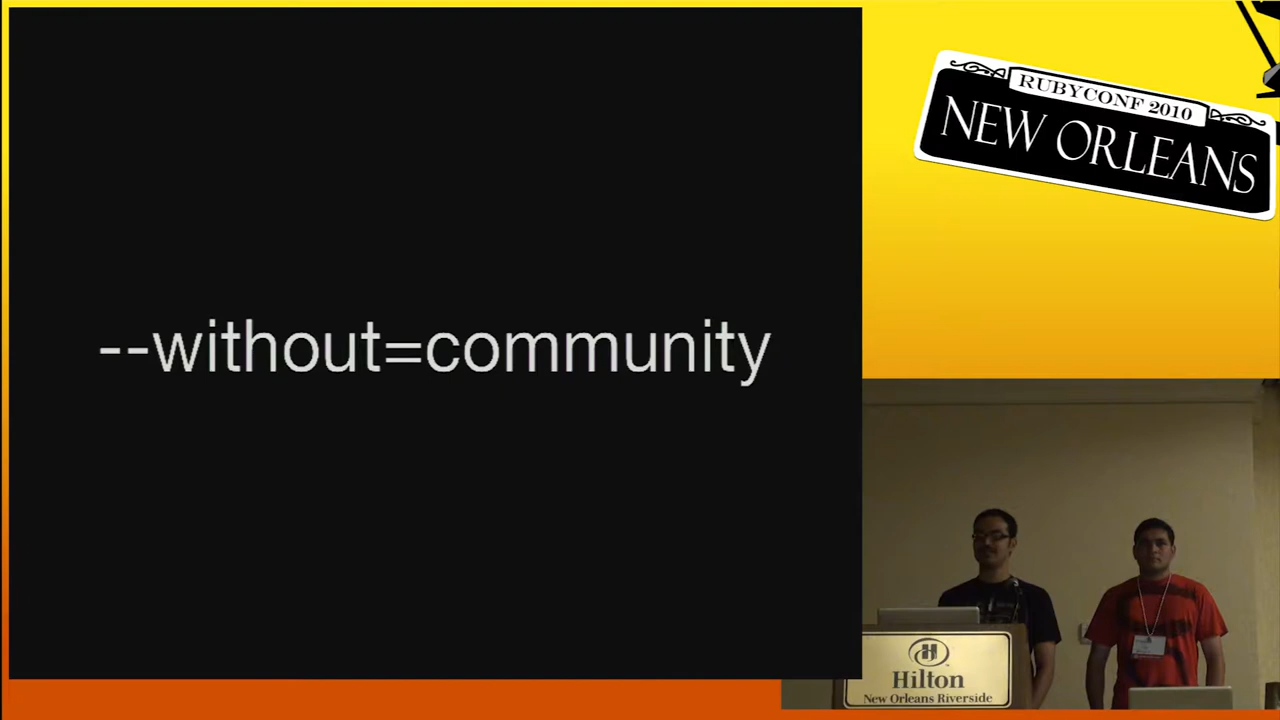 --without=community
RUBYCONF 2010
NEW ORLEANS
Hilton
New Orleans Riverside